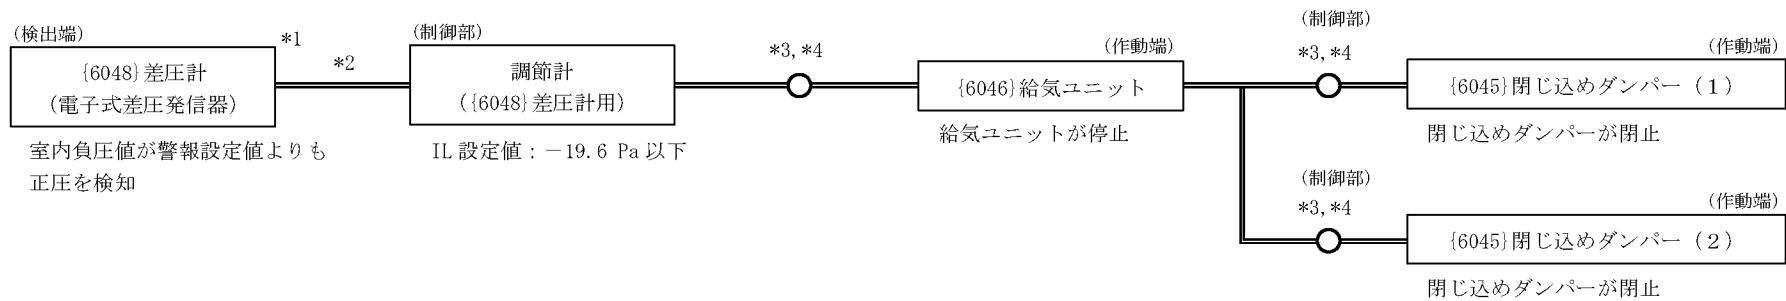 (検出端)
*1
{6048}差圧計
(電子式差圧発信器)
室内負圧値が警報設定値よりも
正圧を検知
*2
(制御部)
調節計
({6048}差圧計用)
IL 設定値：－19.6 Pa 以下
*3, *4
(作動端)
{6046}給気ユニット
給気ユニットが停止
(制御部)
*3, *4
(作動端)
{6045}閉じ込めダンパー（１）
閉じ込めダンパーが閉止
(制御部)
*3, *4
(作動端)
{6045}閉じ込めダンパー（２）
閉じ込めダンパーが閉止